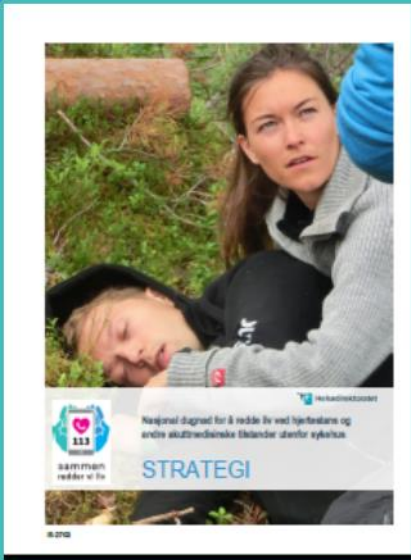 Helsedirektoratet
Nasjonal dugnad for å redde liv ved hjertestans og
andre akuttmedisinske tilstander utenfor sykehus
STRATEGI
113
sammen
redder vi liv